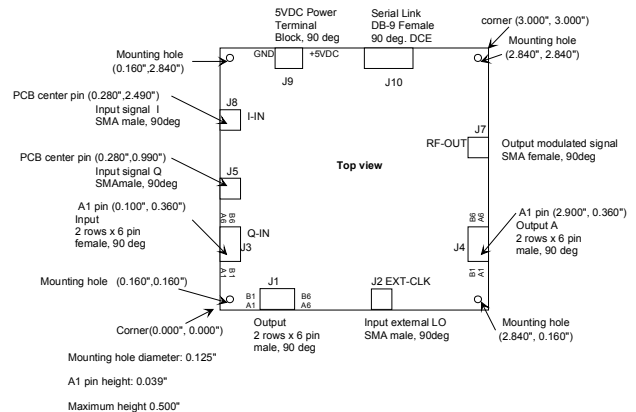 5VDC Power
Terminal
Block, 90 deg
Serial Link
DB-9 Female
90 deg. DCE
corner (3.000", 3.000")
Mounting hole
(0.160",2.840")
GND
+5VDC
Mounting hole
(2.840", 2.840")
J9
J10
PCB center pin (0.280",2.490")
Input signal I
SMA male, 90deg
J8
I-IN
J7
RF-OUT
Output modulated signal
SMA female, 90deg
PCB center pin (0.280",0.990")
Input signal Q
SMAmale, 90deg
J5
Top view
A1 pin (0.100", 0.360")
Input
2 rows x 6 pin
female, 90 deg
A6 B6
Q-IN
J3
A1 B1
B6 A6
J4
B1 A1
A1 pin (2.900", 0.360")
Output A
2 rows x 6 pin
male, 90 deg
Mounting hole (0.160",0.160")
J1
B1
A1
B6
A6
J2 EXT-CLK
Corner(0.000", 0.000")
Output
2 rows x 6 pin
male, 90 deg
Input external LO
SMA male, 90deg
Mounting hole
(2.840", 0.160")
Mounting hole diameter: 0.125"
A1 pin height: 0.039"
Maximum height 0.500"